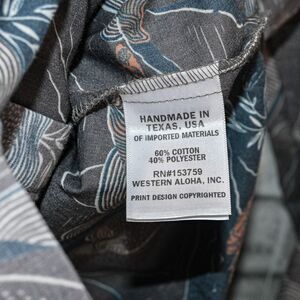 HANDMADE IN
TEXAS, USA
OF IMPORTED MATERIALS
60% COTTON
40% POLYESTER
RN#153759
WESTERN ALOHA, INC.
PRINT DESIGN COPYRIGHTED